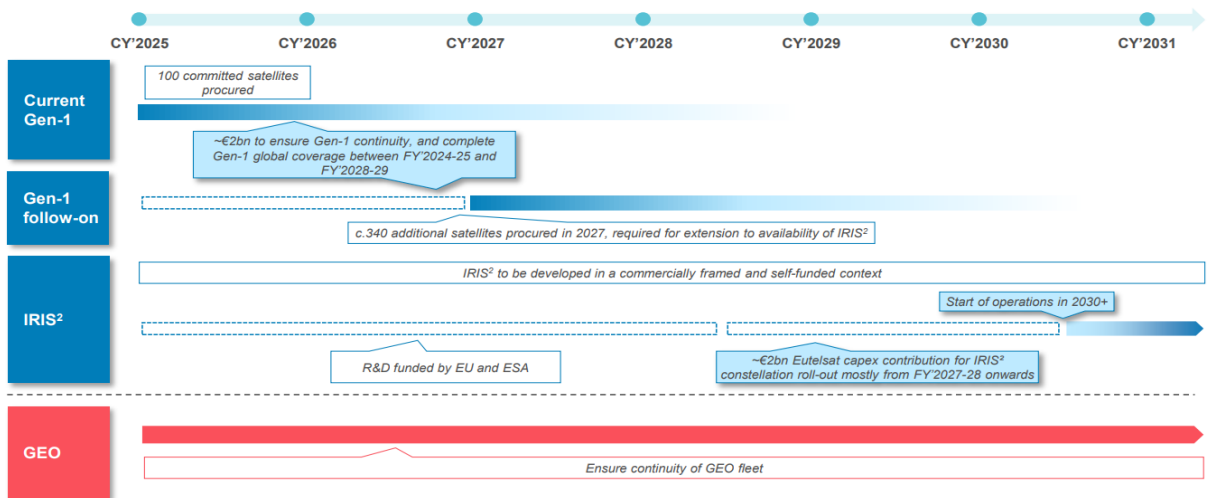 CY'2025 CY'2026 CY'2027 CY'2028 CY'2029 CY'2030 CY'2031
Current
Gen-1
100 committed satellites
procured
~€2bn to ensure Gen-1 continuity, and complete
Gen-1 global coverage between FY'2024-25 and
FY'2028-29
Gen-1
follow-on
c.340 additional satellites procured in 2027, required for extension to availability of IRIS²
IRIS²
IRIS² to be developed in a commercially framed and self-funded context
Start of operations in 2030+
R&D funded by EU and ESA
~€2bn Eutelsat capex contribution for IRIS²
constellation roll-out mostly from FY'2027-28 onwards
GEO
Ensure continuity of GEO fleet